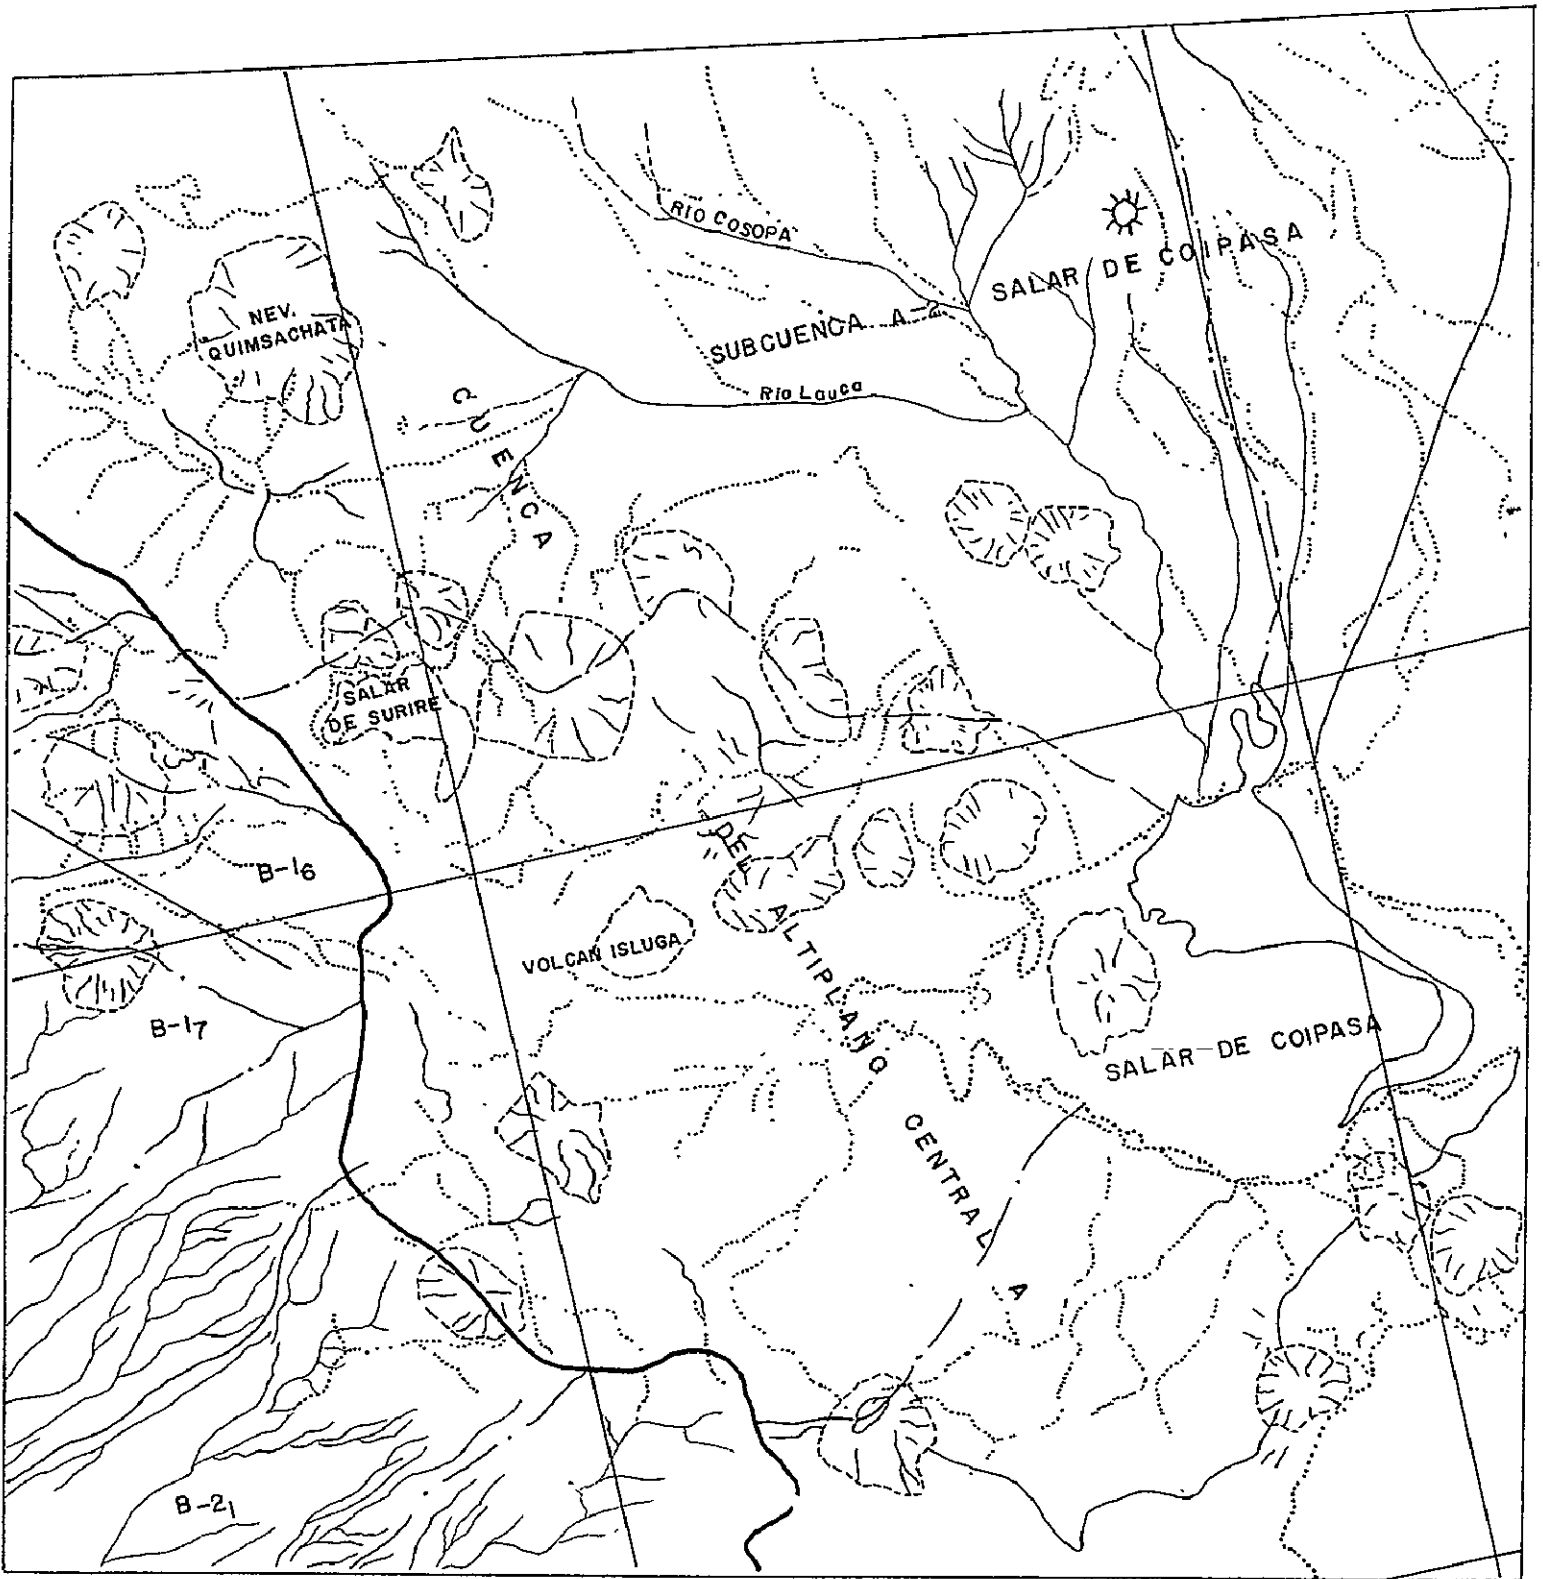 RIO COSOPA
SALAR DE COIPASA
NEV.
QUIMSACHATA
SUBCUENCA A-2
Río Lauca
CUENCA
SALAR
DE SURIRE
DEL
B-16
ALTIPLANO
VOLCAN ISLUGA
B-17
SALAR DE COIPASA
CENTRAL
A
B-21